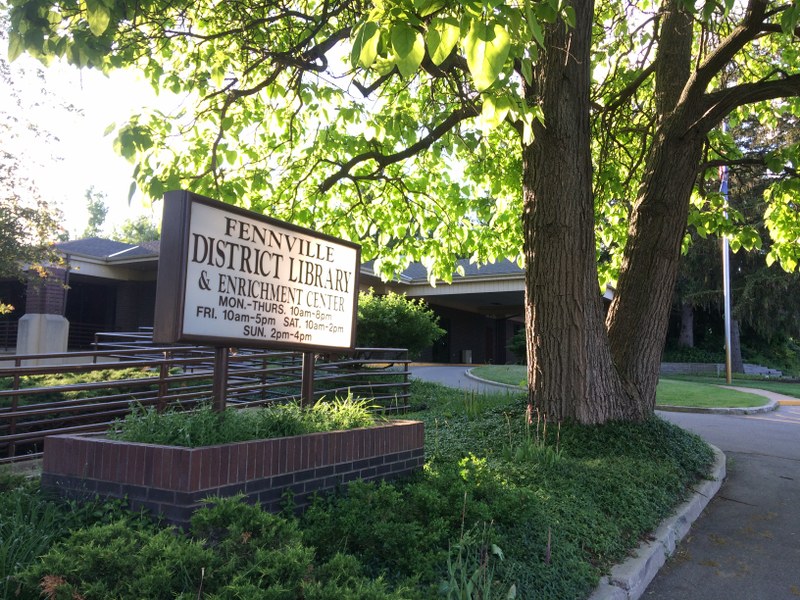 FENNVILLE
DISTRICT LIBRARY
& ENRICHMENT CENTER
MON.-THURS. 10am-8pm
FRI. 10am-5pm SAT. 10am-2pm
SUN. 2pm-4pm